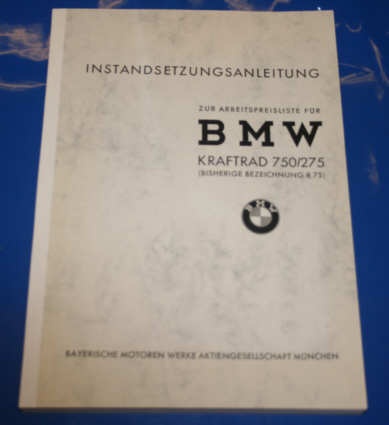 INSTANDSETZUNGSANLEITUNG
ZUR ARBEITSPREISLISTE FÜR
BMW
KRAFTRAD 750/275
(BISHERIGE BEZEICHNUNG R 75)
BMW
BAYERISCHE MOTOREN WERKE AKTIENGESELLSCHAFT MÜNCHEN